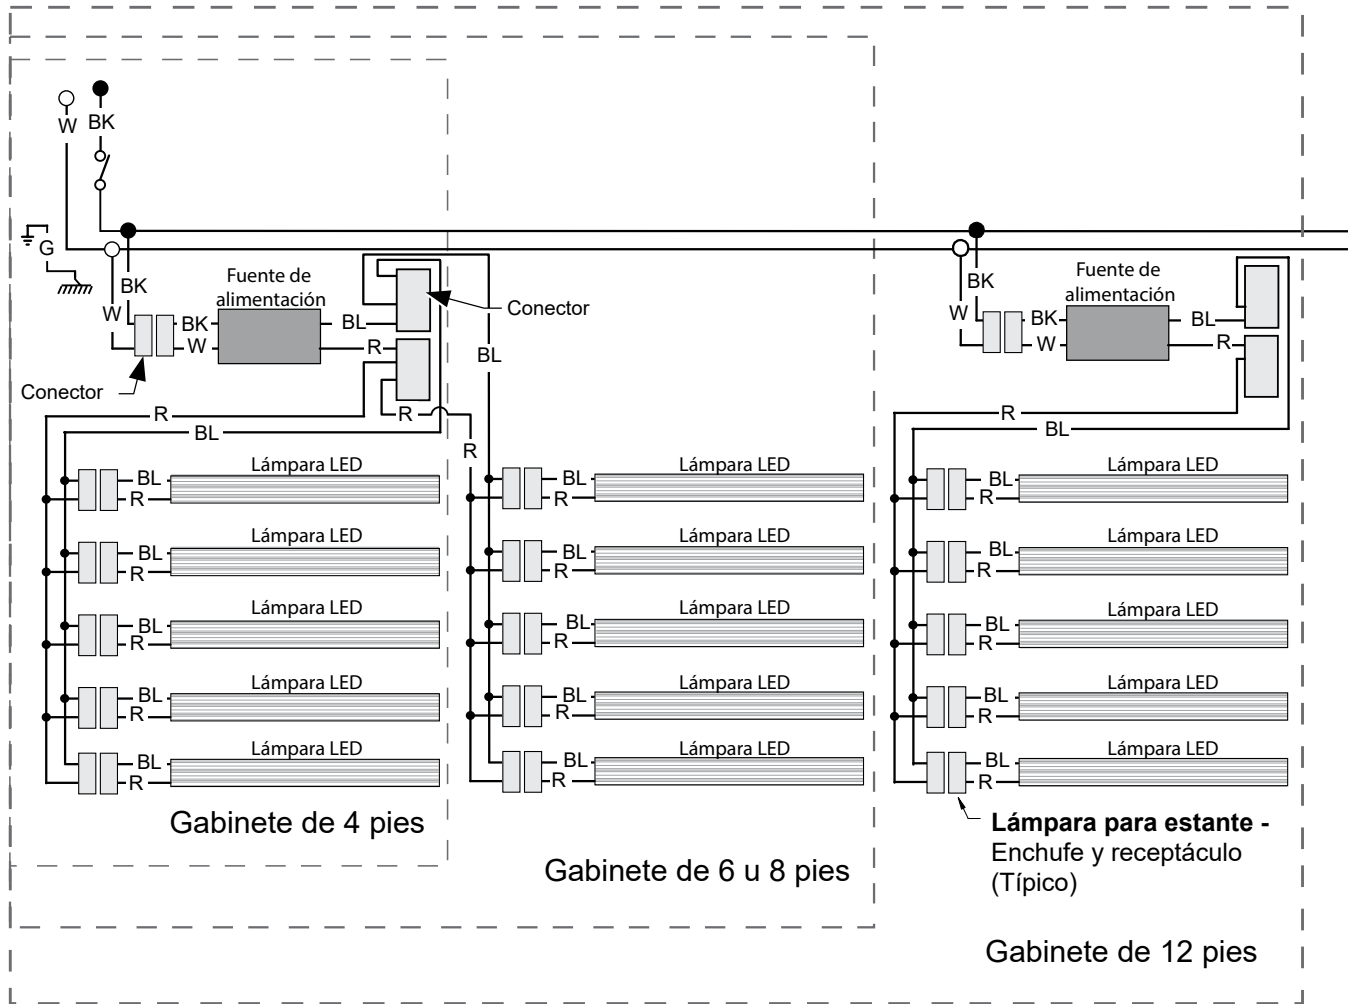 W
BK
G
BK
W
Fuente de
alimentación
BK
W
BL
R
Conector
Conector
BL
R
BL
R
R
BK
W
Fuente de
alimentación
BK
W
BL
R
R
BL
Lámpara LED
BL
R
Lámpara LED
BL
R
Lámpara LED
BL
R
Lámpara LED
BL
R
Lámpara LED
BL
R
Gabinete de 4 pies
Lámpara LED
BL
R
Lámpara LED
BL
R
Lámpara LED
BL
R
Lámpara LED
BL
R
Lámpara LED
BL
R
Gabinete de 6 u 8 pies
Lámpara LED
BL
R
Lámpara LED
BL
R
Lámpara LED
BL
R
Lámpara LED
BL
R
Lámpara LED
BL
R
Lámpara para estante -
Enchufe y receptáculo
(Típico)
Gabinete de 12 pies